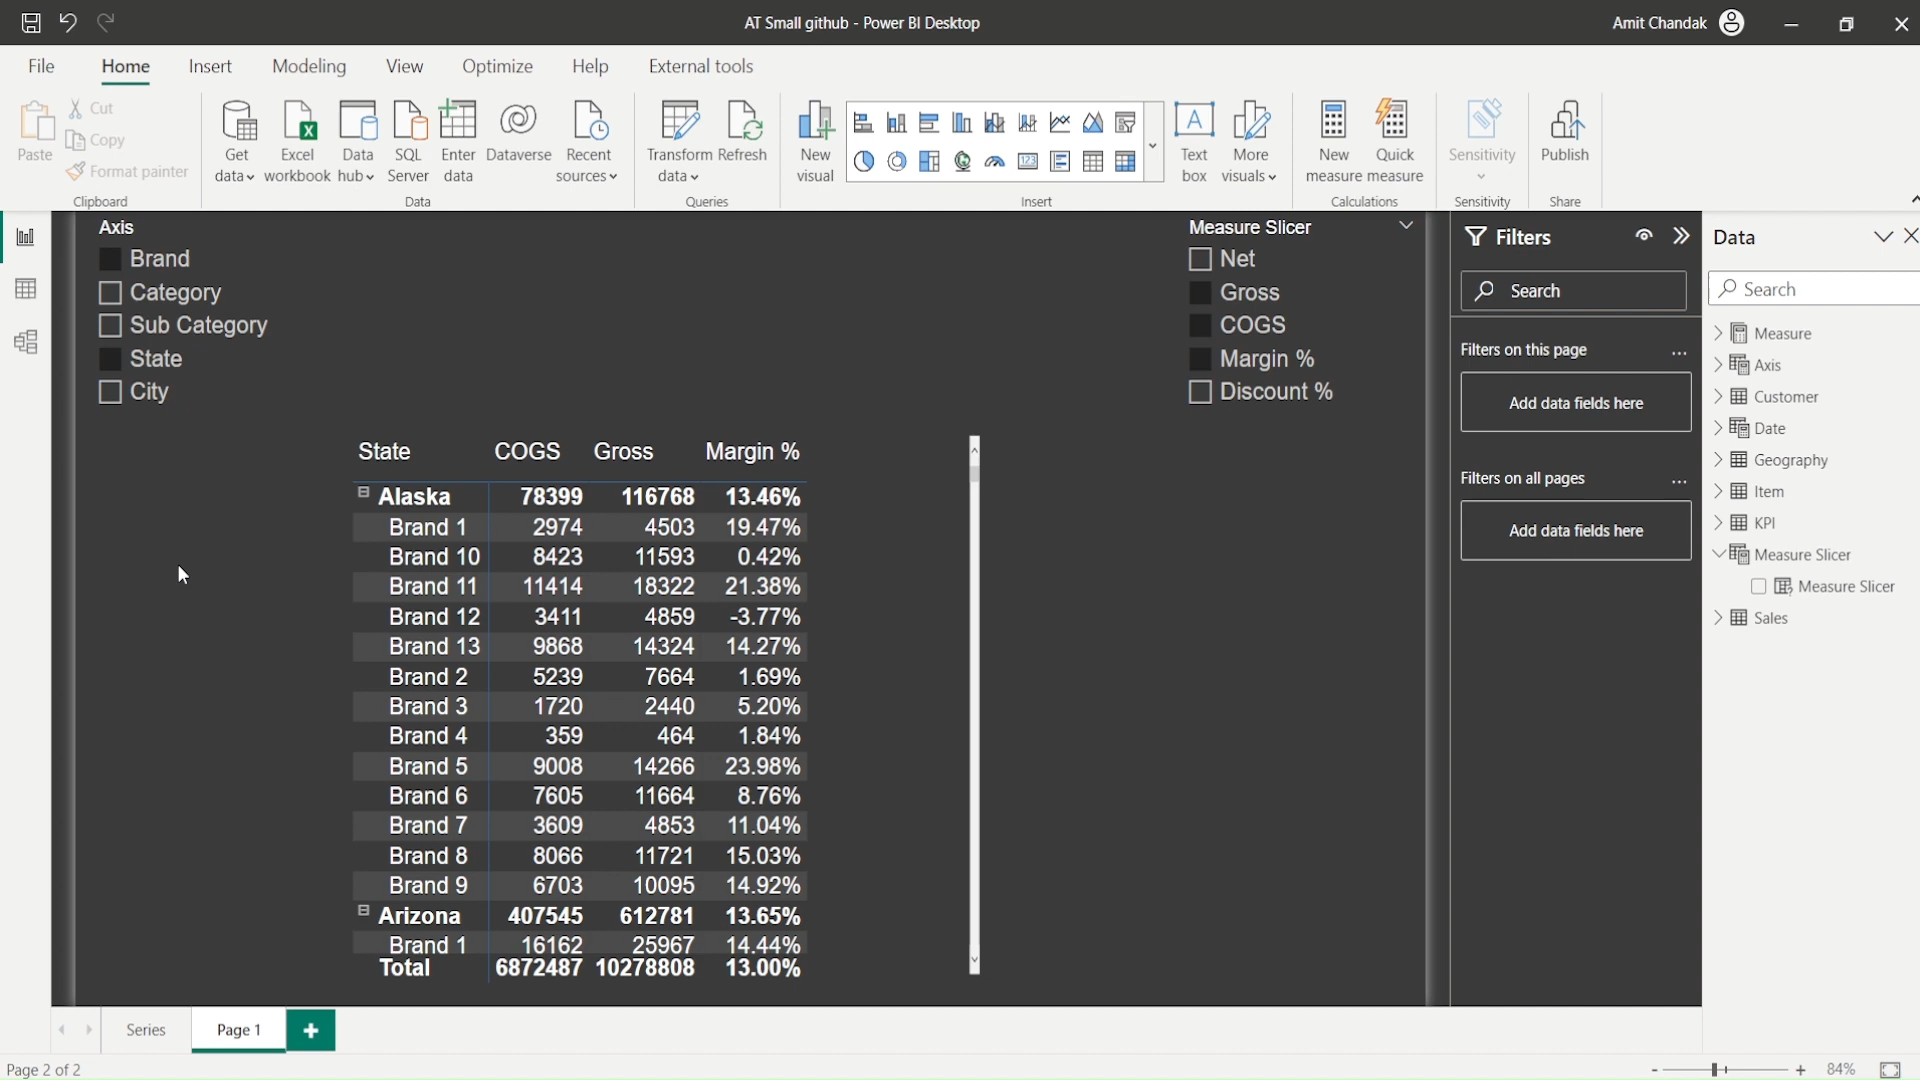 AT Small github - Power BI Desktop
Amit Chandak
File Home Insert Modeling View Optimize Help External tools
Paste
Cut
Copy
Format painter
Clipboard
Get data
Excel workbook
Data hub
SQL Server
Enter data
Dataverse
Recent sources
Data
Transform data
Refresh
Queries
New visual
123
Insert
A
Text box
More visuals
New measure
Quick measure
Calculations
Sensitivity
Sensitivity
Publish
Share
Axis
Brand
Category
Sub Category
State
City
Measure Slicer
Net
Gross
COGS
Margin %
Discount %
State COGS Gross Margin %
Alaska 78399 116768 13.46%
Brand 1 2974 4503 19.47%
Brand 10 8423 11593 0.42%
Brand 11 11414 18322 21.38%
Brand 12 3411 4859 -3.77%
Brand 13 9868 14324 14.27%
Brand 2 5239 7664 1.69%
Brand 3 1720 2440 5.20%
Brand 4 359 464 1.84%
Brand 5 9008 14266 23.98%
Brand 6 7605 11664 8.76%
Brand 7 3609 4853 11.04%
Brand 8 8066 11721 15.03%
Brand 9 6703 10095 14.92%
Arizona 407545 612781 13.65%
Brand 1 16162 25967 14.44%
Total 6872487 10278808 13.00%
Filters
Search
Filters on this page ...
Add data fields here
Filters on all pages ...
Add data fields here
Data
Search
Measure
Axis
Customer
Date
Geography
Item
KPI
Measure Slicer
Measure Slicer
Sales
Series Page 1 +
Page 2 of 2
- + 84%